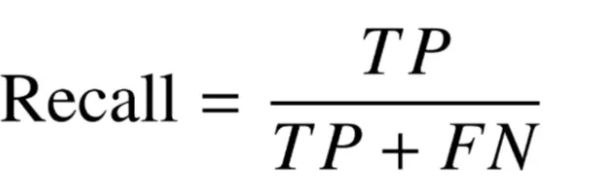 Recall = TP / TP + FN